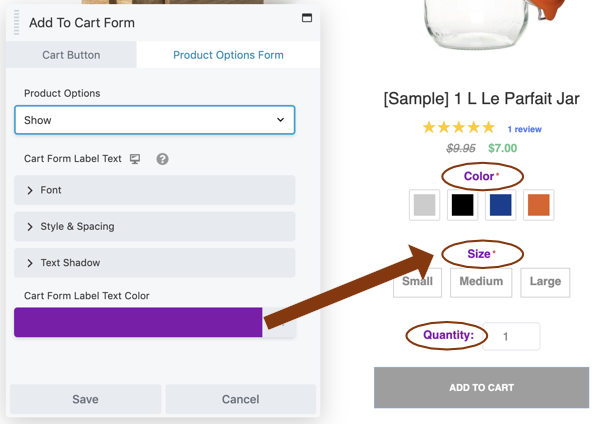 Add To Cart Form
Cart Button
Product Options Form
Product Options
Show
Cart Form Label Text
?
Font
Style & Spacing
Text Shadow
Cart Form Label Text Color
Save
Cancel
[Sample] 1 L Le Parfait Jar
1 review
$9.95 $7.00
Color*
Size*
Small Medium Large
Quantity: 1
ADD TO CART